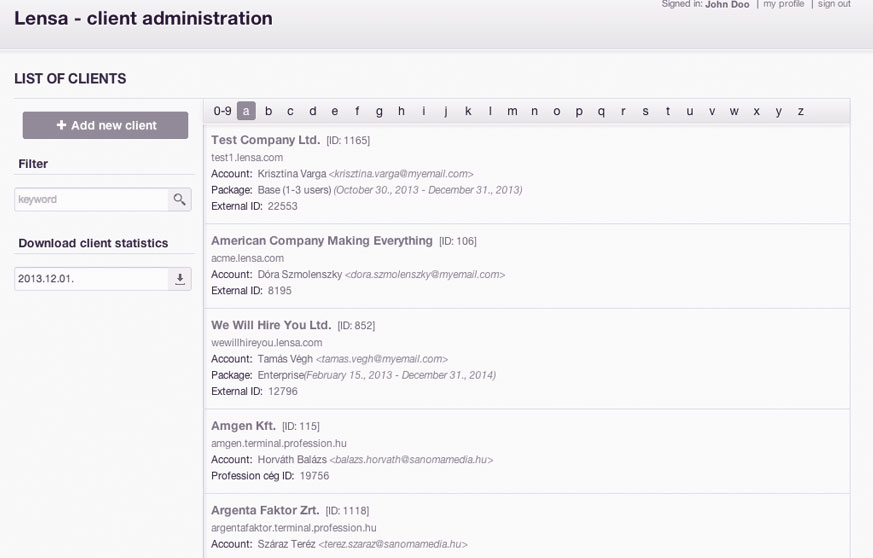 Lensa - client administration
Signed in: John Doo | my profile | sign out
LIST OF CLIENTS
+ Add new client
Filter
keyword
Download client statistics
2013.12.01.
0-9 a b c d e f g h i j k l m n o p q r s t u v w x y z
Test Company Ltd. [ID: 1165]
test1.lensa.com
Account: Krisztina Varga <krisztina.varga@myemail.com>
Package: Base (1-3 users) (October 30., 2013 - December 31., 2013)
External ID: 22553
American Company Making Everything [ID: 106]
acme.lensa.com
Account: Dóra Szmolenszky <dora.szmolenszky@myemail.com>
External ID: 8195
We Will Hire You Ltd. [ID: 852]
wewillhireyou.lensa.com
Account: Tamás Végh <tamas.vegh@myemail.com>
Package: Enterprise(February 15., 2013 - December 31., 2014)
External ID: 12796
Amgen Kft. [ID: 115]
amgen.terminal.profession.hu
Account: Horváth Balázs <balazs.horvath@sanomamedia.hu>
Profession cég ID: 19756
Argenta Faktor Zrt. [ID: 1118]
argentafaktor.terminal.profession.hu
Account: Száraz Teréz <terez.szaraz@sanomamedia.hu>